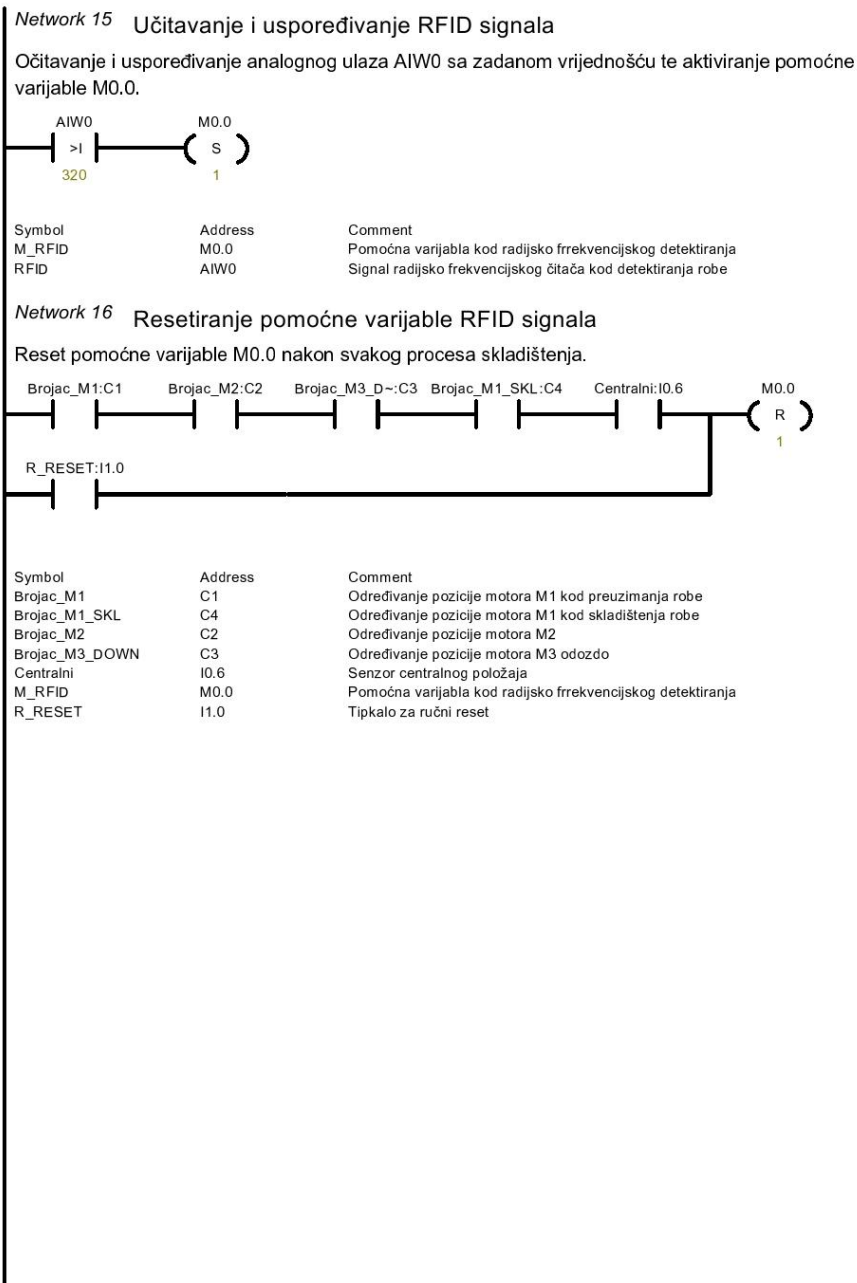 Network 15 Učitavanje i uspoređivanje RFID signala
Očitavanje i uspoređivanje analognog ulaza AIW0 sa zadanom vrijednošću te aktiviranje pomoćne
varijable M0.0.
AIW0 M0.0
>I S
320 1
Symbol Address Comment
M_RFID M0.0 Pomoćna varijabla kod radijsko frrekvencijskog detektiranja
RFID AIW0 Signal radijsko frekvencijskog čitača kod detektiranja robe
Network 16 Resetiranje pomoćne varijable RFID signala
Reset pomoćne varijable M0.0 nakon svakog procesa skladištenja.
Brojac_M1:C1 Brojac_M2:C2 Brojac_M3_D~:C3 Brojac_M1_SKL:C4 Centralni:I0.6 M0.0
R
1
R_RESET:I1.0
Symbol Address Comment
Brojac_M1 C1 Određivanje pozicije motora M1 kod preuzimanja robe
Brojac_M1_SKL C4 Određivanje pozicije motora M1 kod skladištenja robe
Brojac_M2 C2 Određivanje pozicije motora M2
Brojac_M3_DOWN C3 Određivanje pozicije motora M3 odozdo
Centralni I0.6 Senzor centralnog položaja
M_RFID M0.0 Pomoćna varijabla kod radijsko frrekvencijskog detektiranja
R_RESET I1.0 Tipkalo za ručni reset